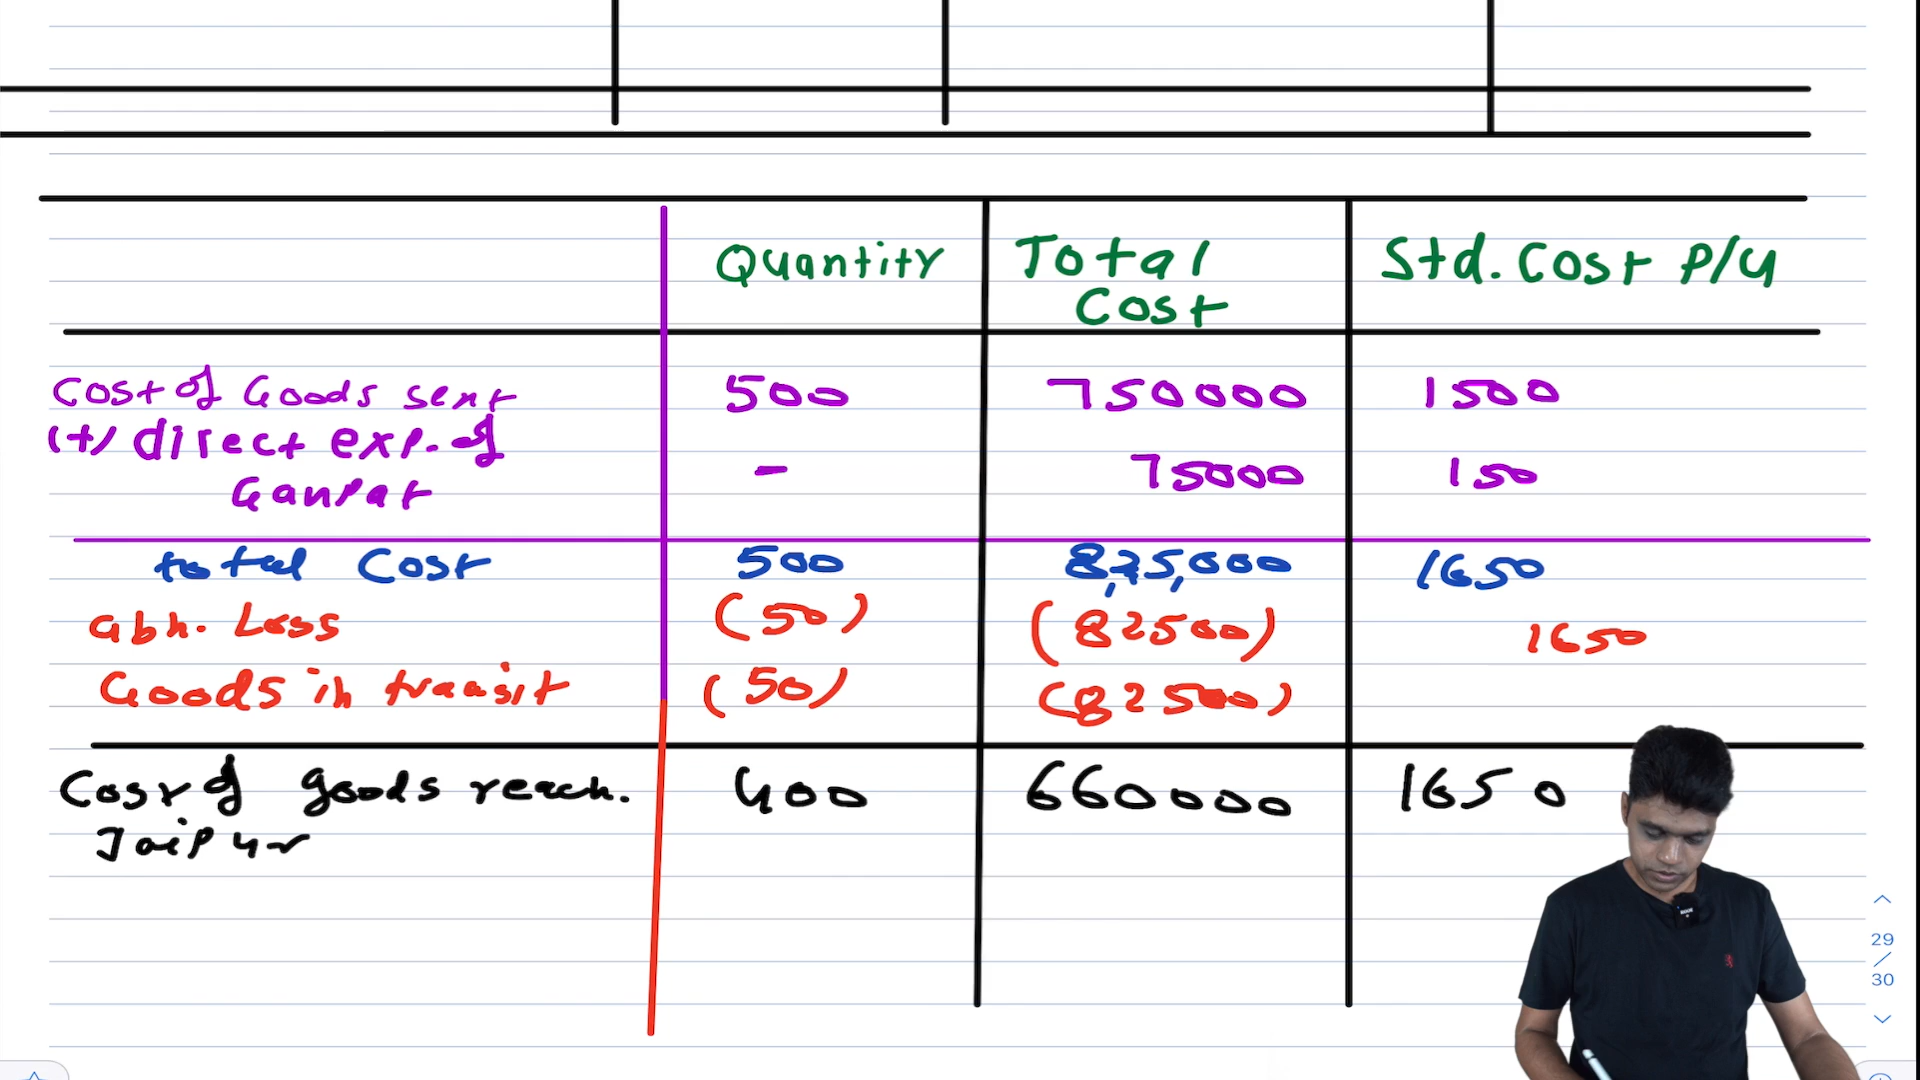 Quantity Total Std. Cost P/U
Cost
Cost of Goods sent 500 750000 1500
(+) direct exp. of
Ganpat - 75000 150
total Cost 500 8,25,000 1650
abn. Loss (50) (82500) 1650
Goods in transit (50) (82500)
Cost of goods reach. 400 660000 1650
Jaipur
29
/
30